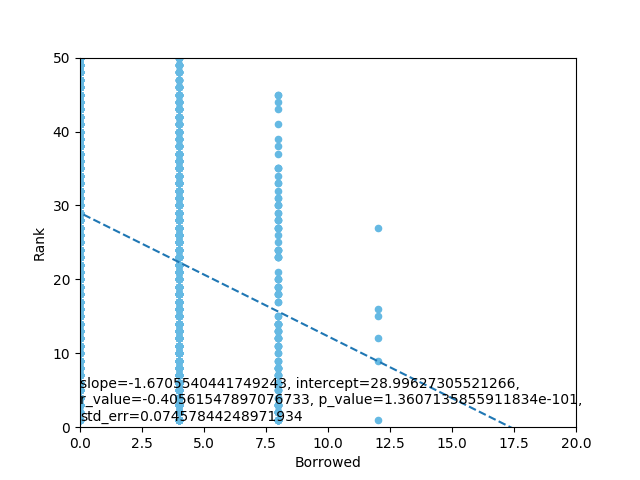 50
40
30
20
10
0
Rank
slope=-1.6705540441749243, intercept=28.99627305521266,
r_value=-0.40561547897076733, p_value=1.3607135855911834e-101,
std_err=0.07457844248971934
0.0 2.5 5.0 7.5 10.0 12.5 15.0 17.5 20.0
Borrowed